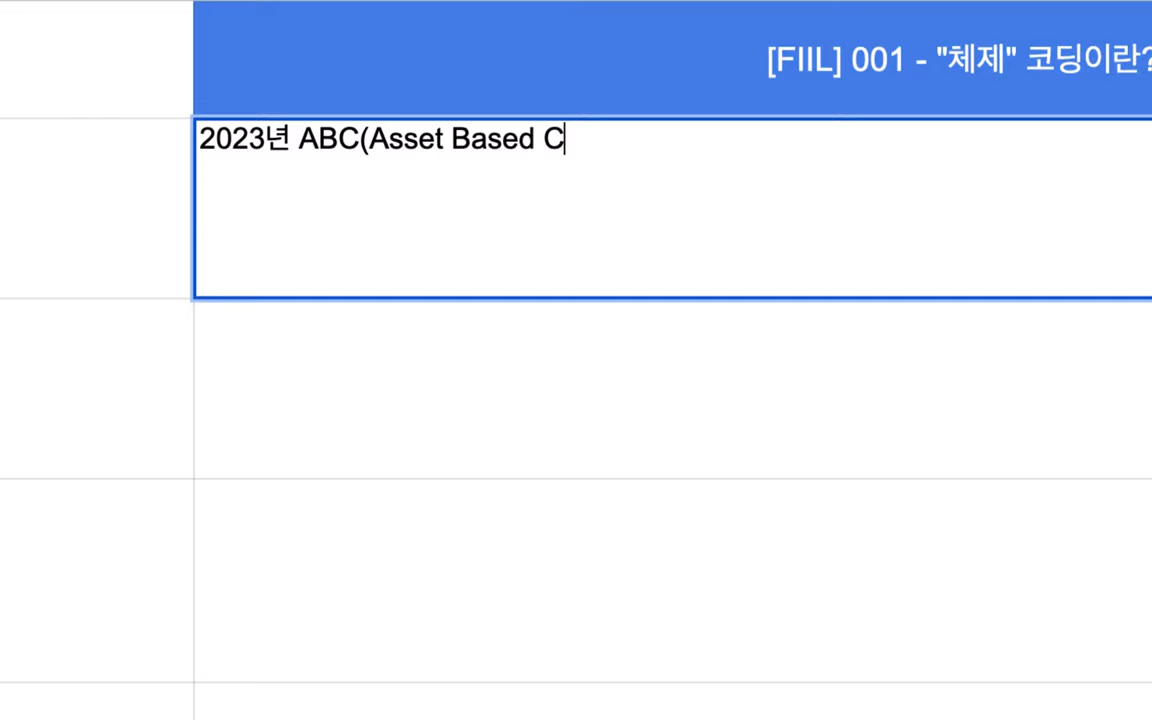 [FIIL] 001 - "체제" 코딩이란?
2023년 ABC(Asset Based C